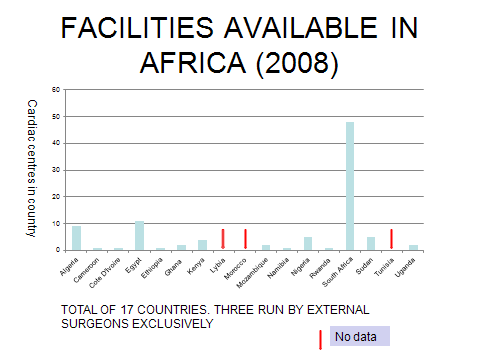 FACILITIES AVAILABLE IN
AFRICA (2008)
Cardiac centres in country
60
50
40
30
20
10
0
Algeria
Cameroon
Cote D'Ivoire
Egypt
Ethiopia
Ghana
Kenya
Lybia
Morocco
Mozambique
Namibia
Nigeria
Rwanda
South Africa
Sudan
Tunisia
Uganda
TOTAL OF 17 COUNTRIES. THREE RUN BY EXTERNAL
SURGEONS EXCLUSIVELY
No data